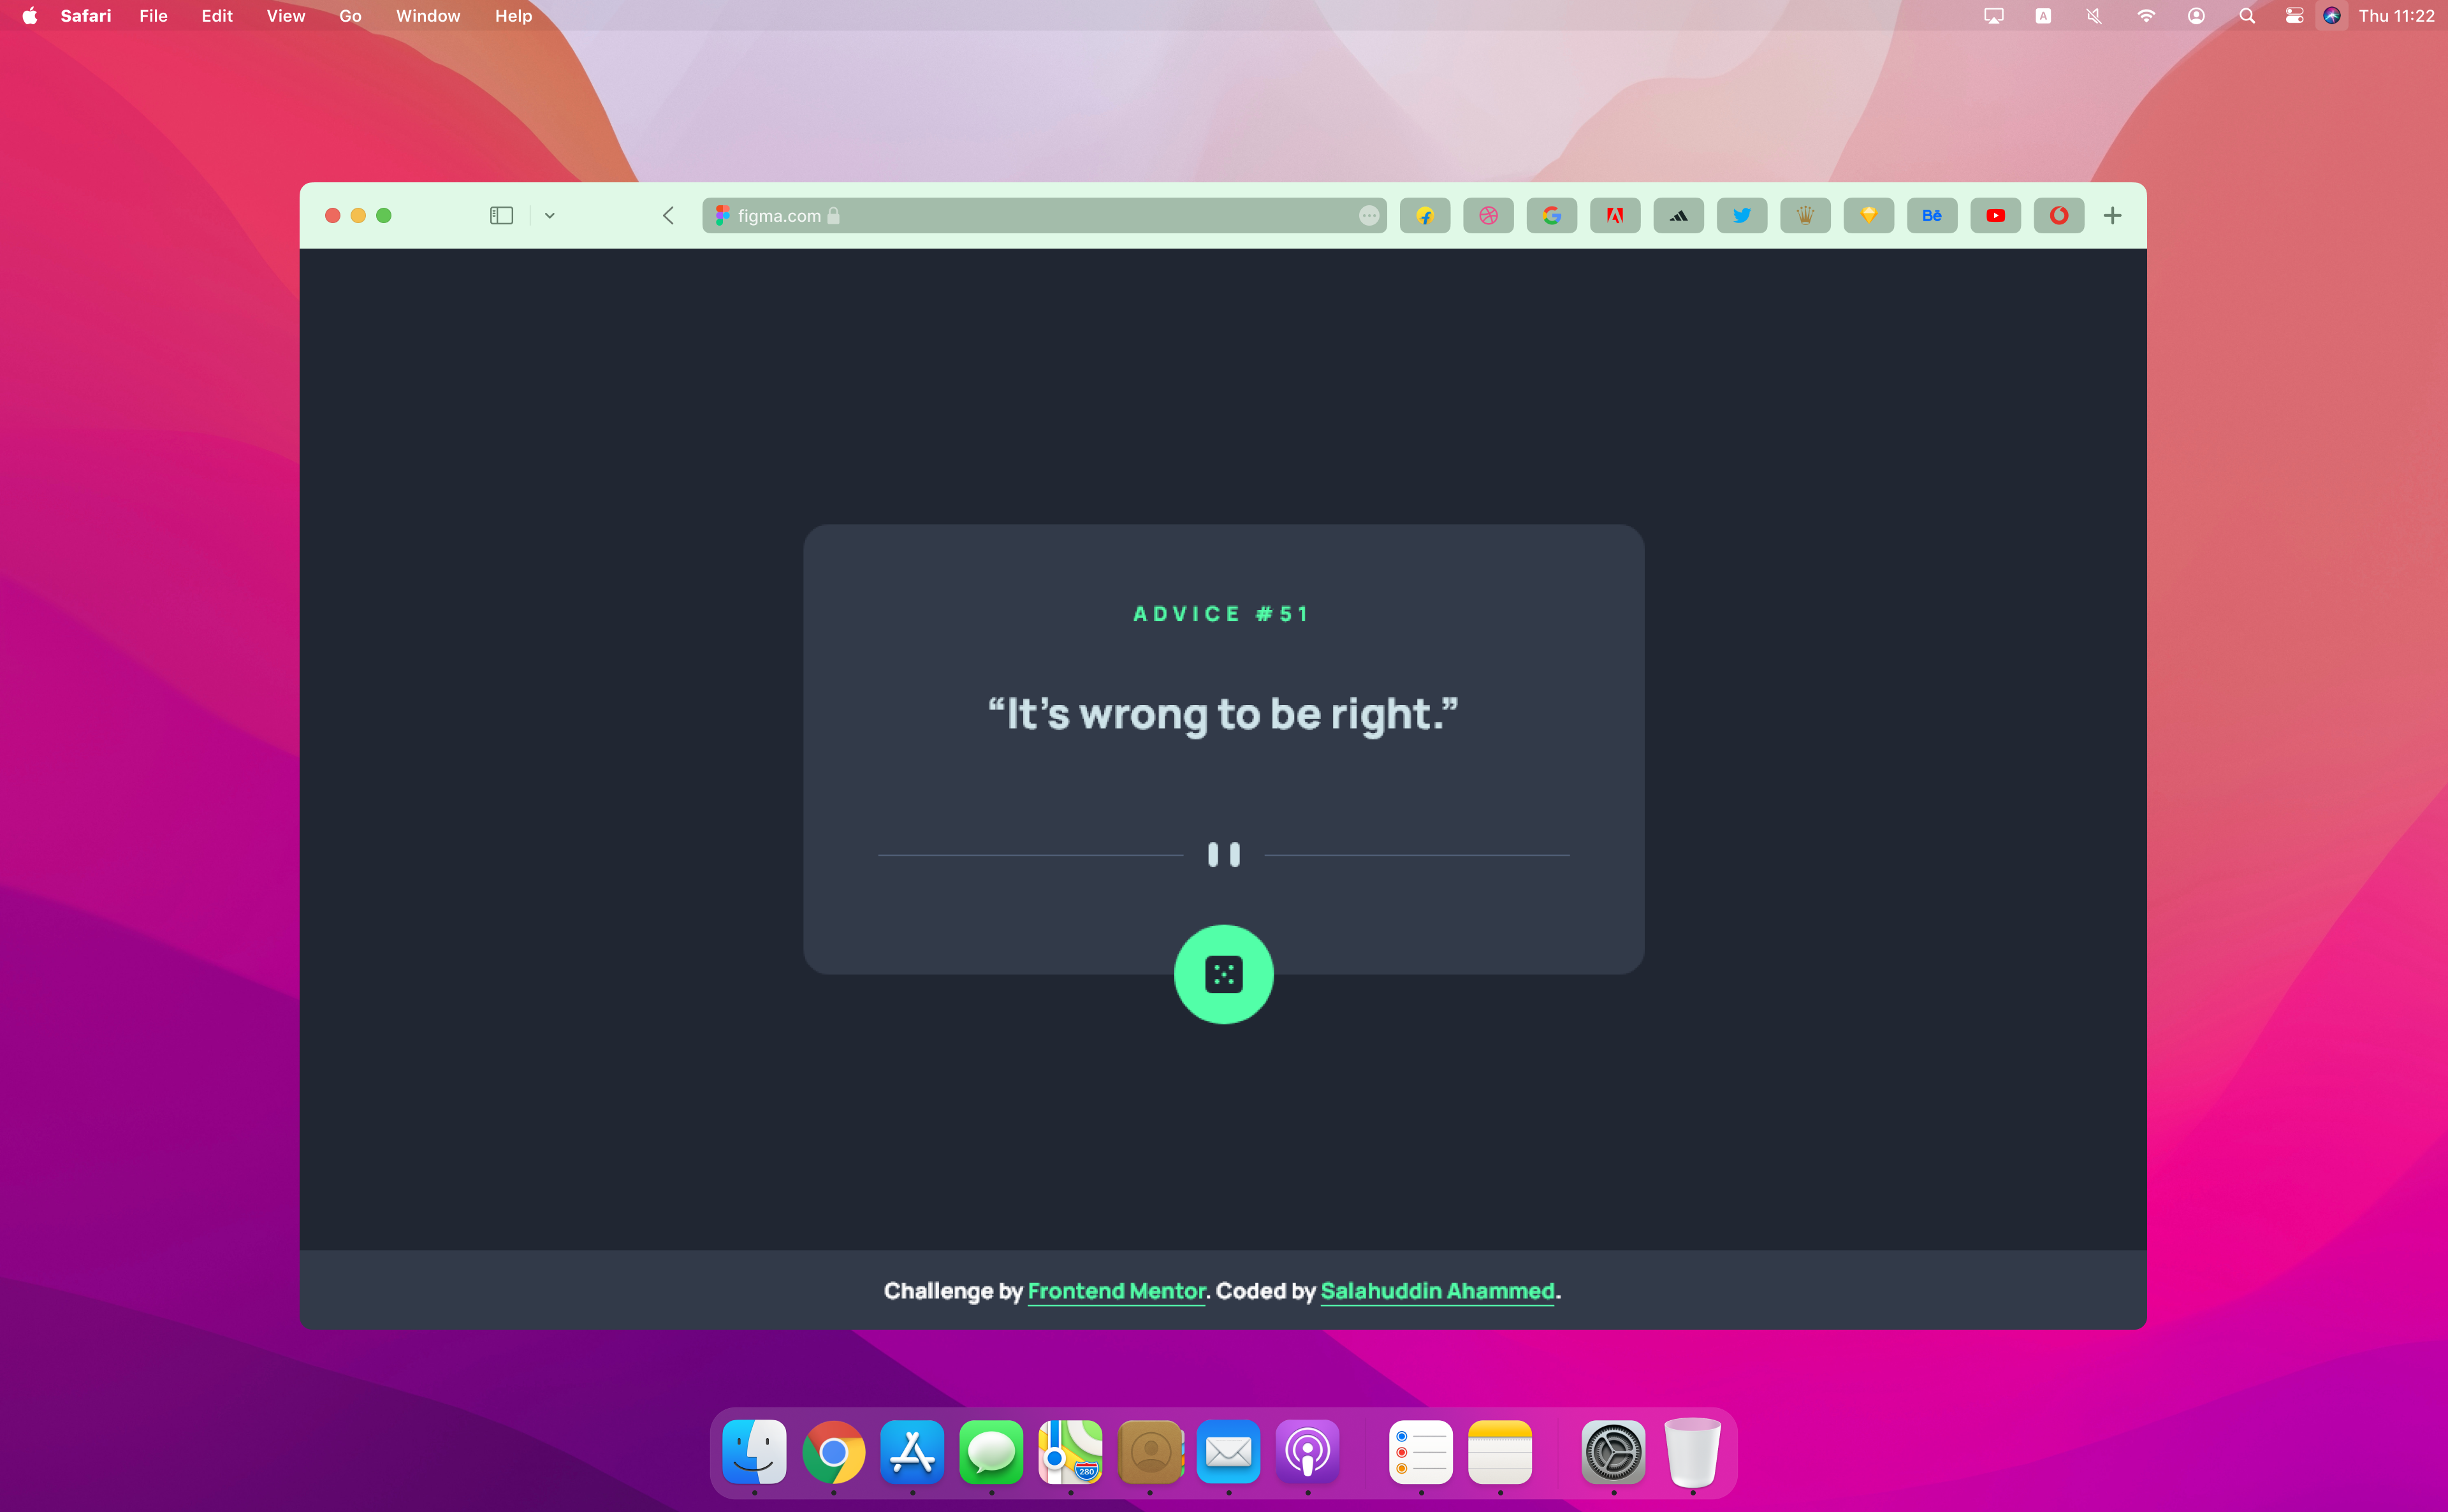 Safari File Edit View Go Window Help A Thu 11:22
figma.com Bē
ADVICE #51
“It’s wrong to be right.”
Challenge by Frontend Mentor. Coded by Salahuddin Ahammed.
280